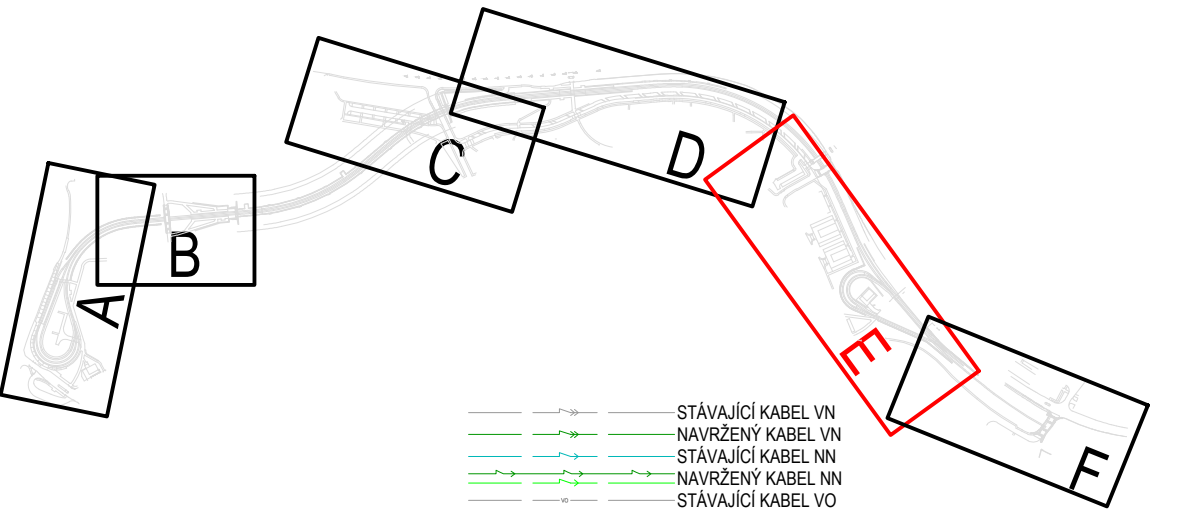 A
B
C
D
E
F
STÁVAJÍCÍ KABEL VN
NAVRŽENÝ KABEL VN
STÁVAJÍCÍ KABEL NN
NAVRŽENÝ KABEL NN
VO STÁVAJÍCÍ KABEL VO